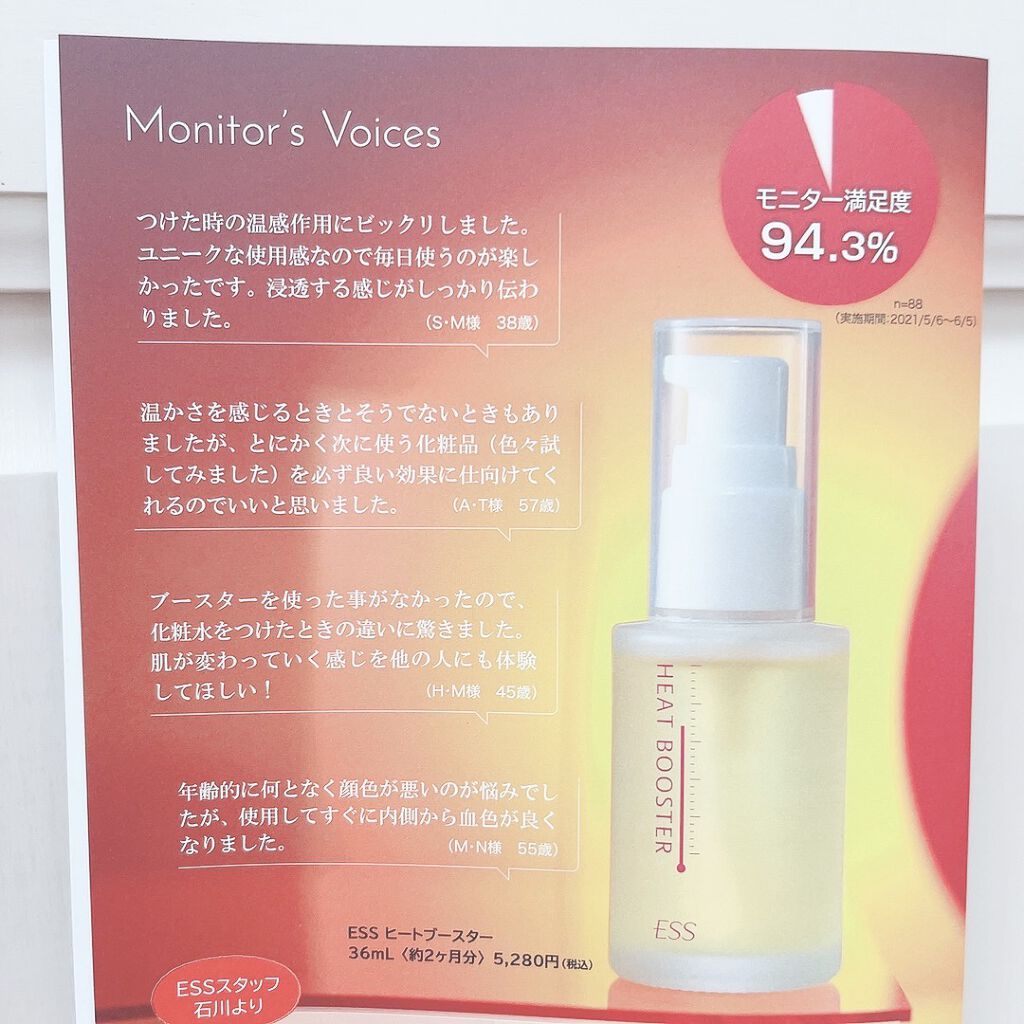 Monitor's Voices
モニター満足度
94.3%
n=88
(実施期間:2021/5/6〜6/5)
つけた時の温感作用にビックリしました。
ユニークな使用感なので毎日使うのが楽し
かったです。浸透する感じがしっかり伝わ
りました。 (S・M様 38歳)
温かさを感じるときとそうでないときもあり
ましたが、とにかく次に使う化粧品（色々試
してみました）を必ず良い効果に仕向けてく
れるのでいいと思いました。 (A・T様 57歳)
ブースターを使った事がなかったので、
化粧水をつけたときの違いに驚きました。
肌が変わっていく感じを他の人にも体験
してほしい！ (H・M様 45歳)
年齢的に何となく顔色が悪いのが悩みでし
たが、使用してすぐに内側から血色が良く
なりました。 (M・N様 55歳)
HEAT BOOSTER
ESS
ESS ヒートブースター
36mL〈約2ヶ月分〉5,280円(税込)
ESSスタッフ
石川より